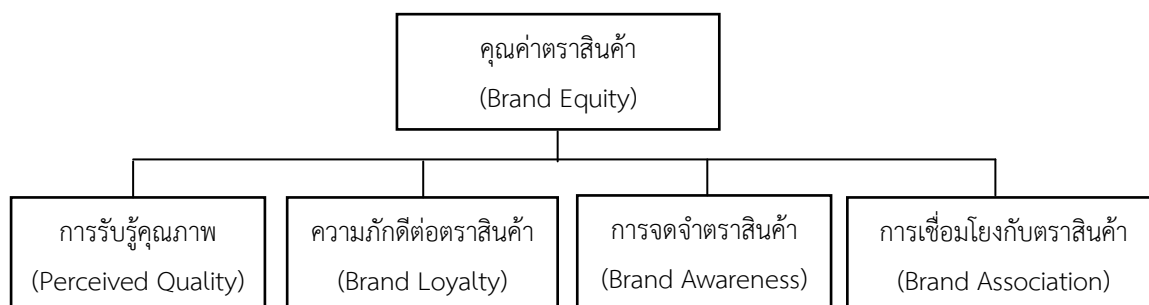 คุณค่าตราสินค้า
(Brand Equity)
การรับรู้คุณภาพ
(Perceived Quality)
ความภักดีต่อตราสินค้า
(Brand Loyalty)
การจดจำตราสินค้า
(Brand Awareness)
การเชื่อมโยงกับตราสินค้า
(Brand Association)